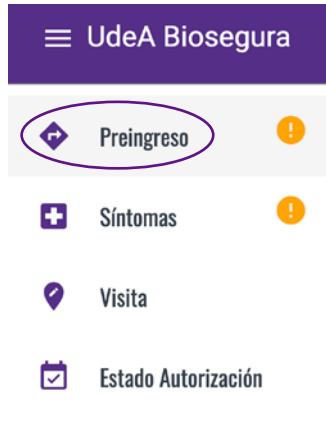 UdeA Biosegura
Preingreso
Síntomas
Visita
Estado Autorización